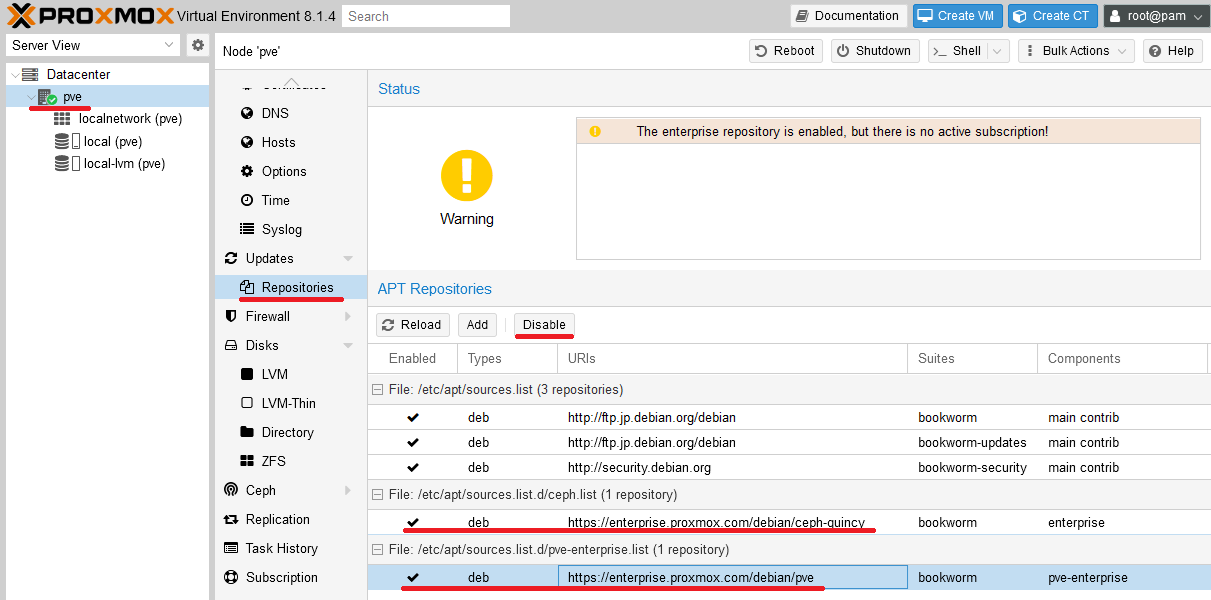 PROXMOX Virtual Environment 8.1.4 Search Documentation Create VM Create CT root@pam
Server View
Datacenter
pve
localnetwork (pve)
local (pve)
local-lvm (pve)
Node 'pve' Reboot Shutdown >_ Shell Bulk Actions Help
Certificates
DNS
Hosts
Options
Time
Syslog
Updates
Repositories
Firewall
Disks
LVM
LVM-Thin
Directory
ZFS
Ceph
Replication
Task History
Subscription
Status
Warning
The enterprise repository is enabled, but there is no active subscription!
APT Repositories
Reload Add Disable
Enabled Types URIs Suites Components
File: /etc/apt/sources.list (3 repositories)
deb http://ftp.jp.debian.org/debian bookworm main contrib
deb http://ftp.jp.debian.org/debian bookworm-updates main contrib
deb http://security.debian.org bookworm-security main contrib
File: /etc/apt/sources.list.d/ceph.list (1 repository)
deb https://enterprise.proxmox.com/debian/ceph-quincy bookworm enterprise
File: /etc/apt/sources.list.d/pve-enterprise.list (1 repository)
deb https://enterprise.proxmox.com/debian/pve bookworm pve-enterprise